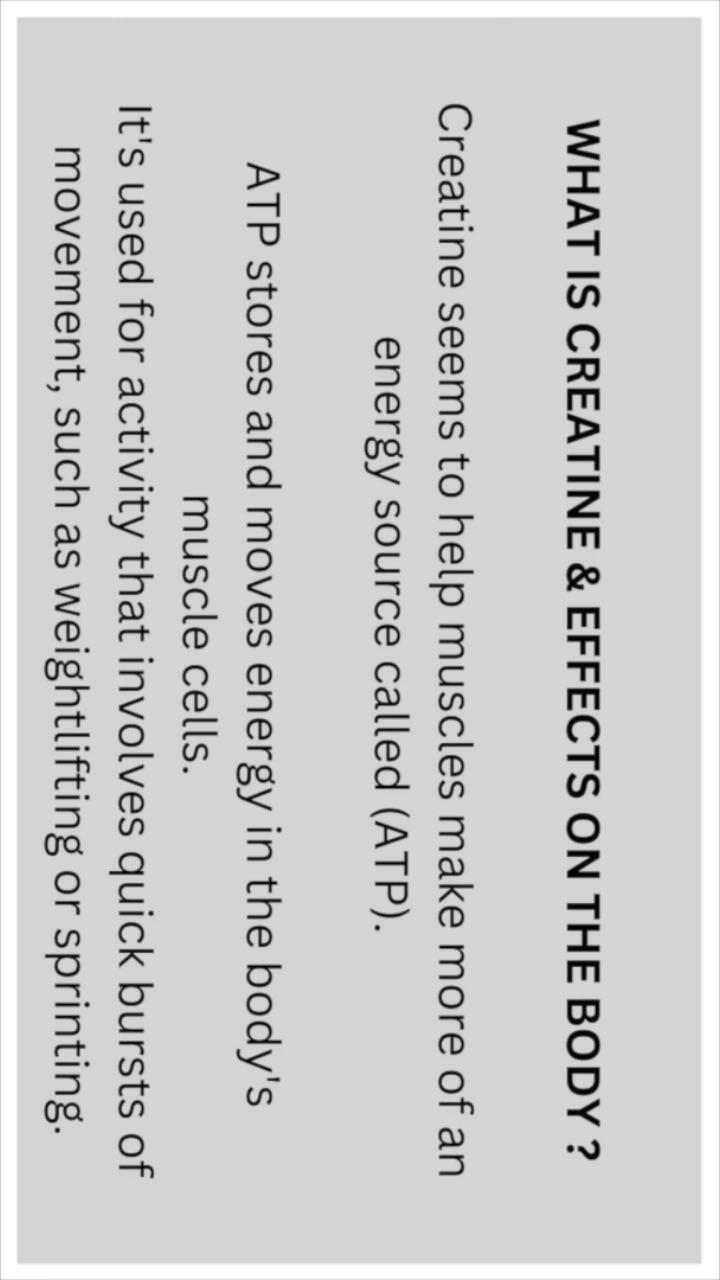 WHAT IS CREATINE & EFFECTS ON THE BODY ?
Creatine seems to help muscles make more of an
energy source called (ATP).
ATP stores and moves energy in the body's
muscle cells.
It's used for activity that involves quick bursts of
movement, such as weightlifting or sprinting.